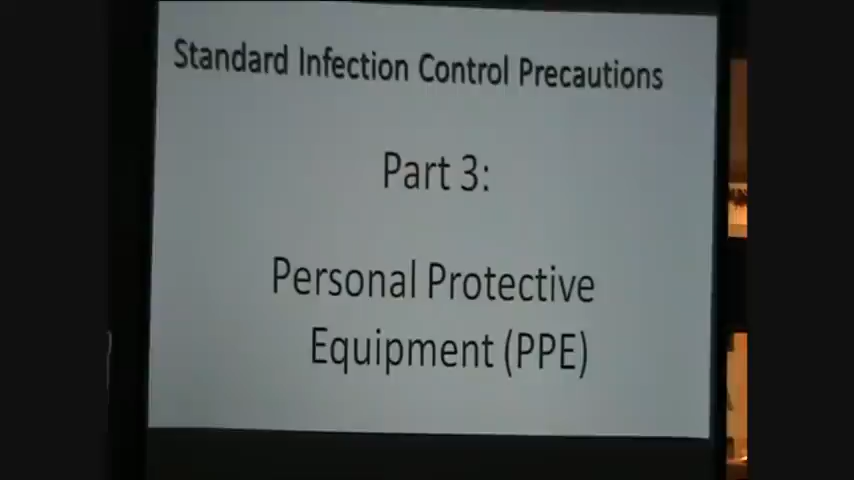 Standard Infection Control Precautions
Part 3:
Personal Protective
Equipment (PPE)